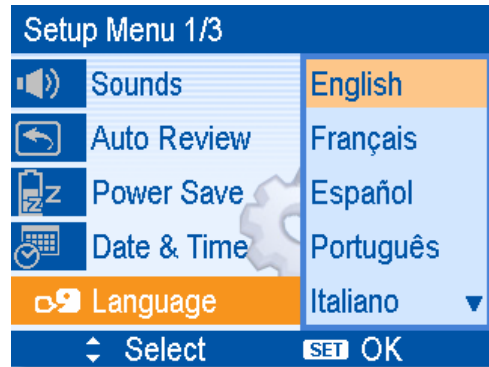 Setup Menu 1/3
Sounds
Auto Review
Z Z Power Save
Date & Time
Language
English
Français
Español
Português
Italiano
Select
SET OK